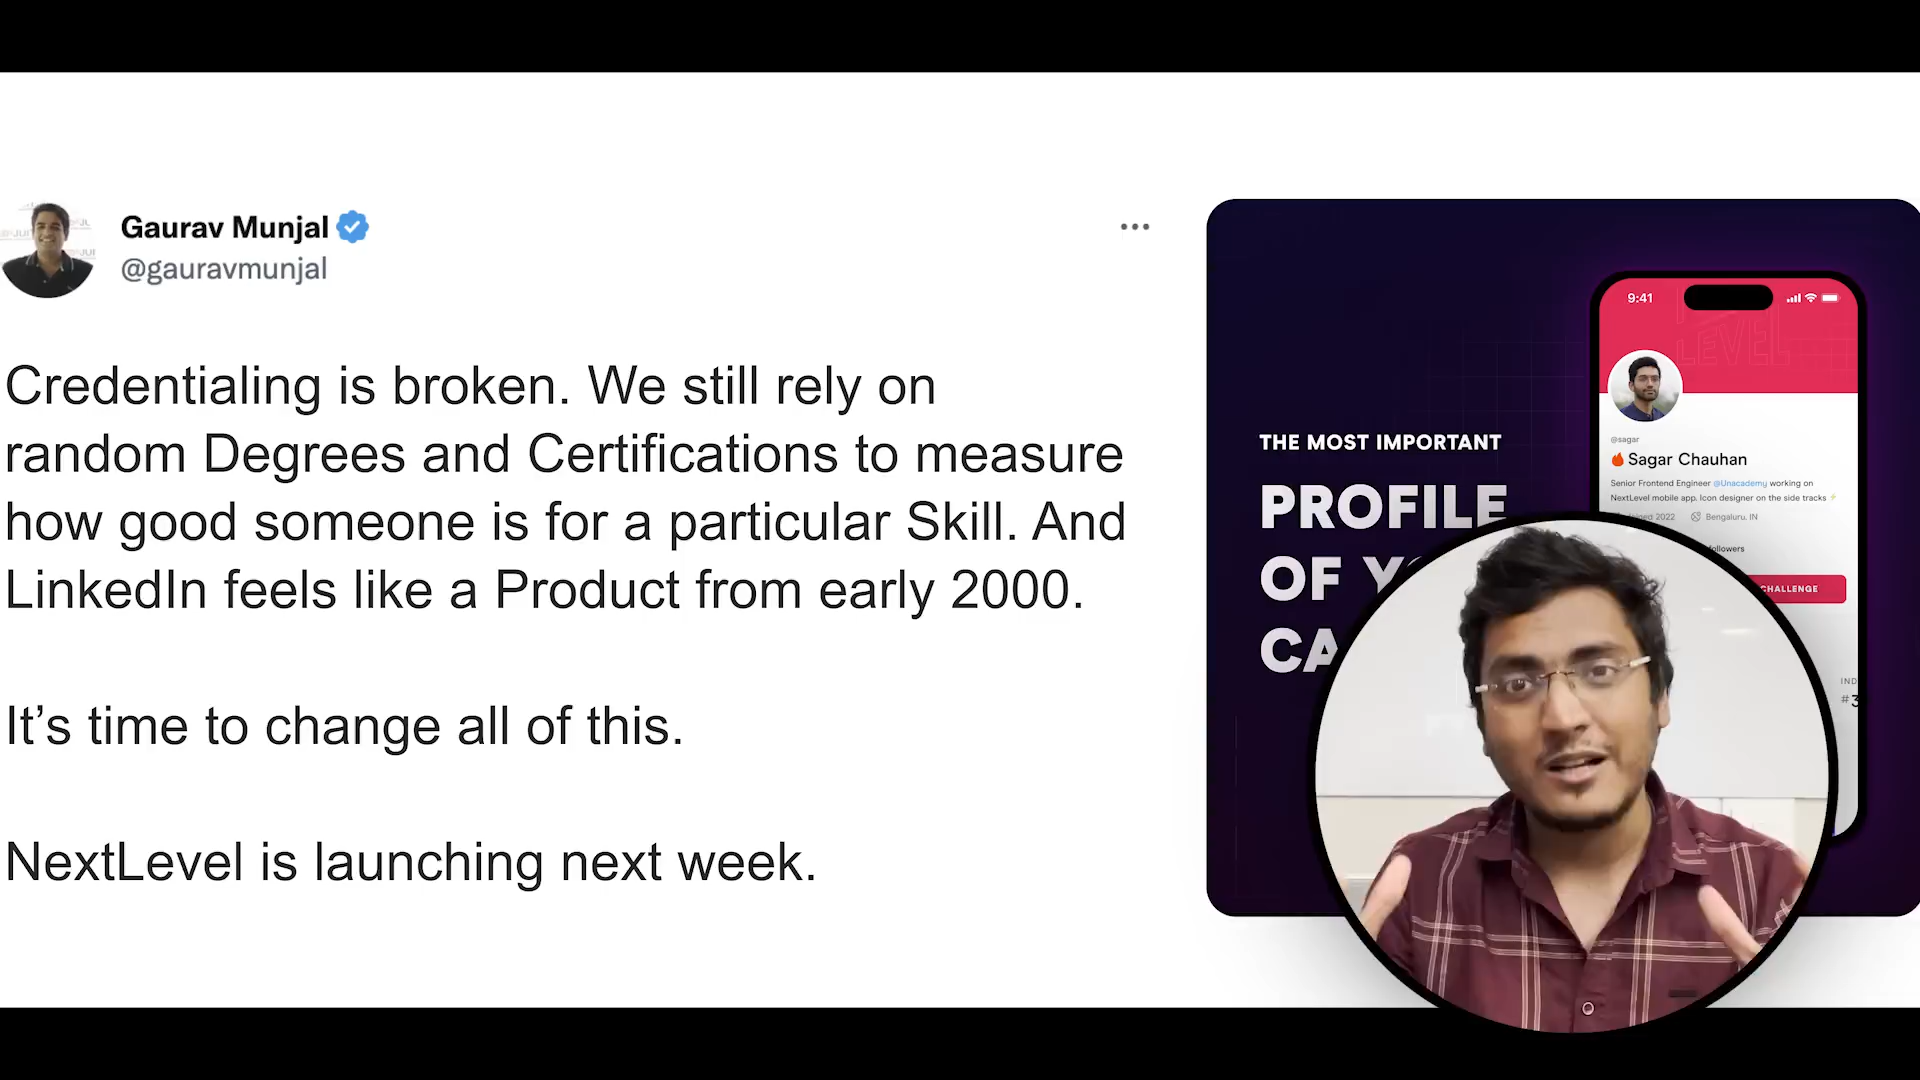 Gaurav Munjal
@gauravmunjal
Credentialing is broken. We still rely on
random Degrees and Certifications to measure
how good someone is for a particular Skill. And
LinkedIn feels like a Product from early 2000.
It’s time to change all of this.
NextLevel is launching next week.
THE MOST IMPORTANT
PROFILE
OF
9:41
LEVEL
@sagar
Sagar Chauhan
Senior Frontend Engineer @Unacademy working on
NextLevel mobile app. Icon designer on the side tracks
2022 Bengaluru, IN
followers
CHALLENGE